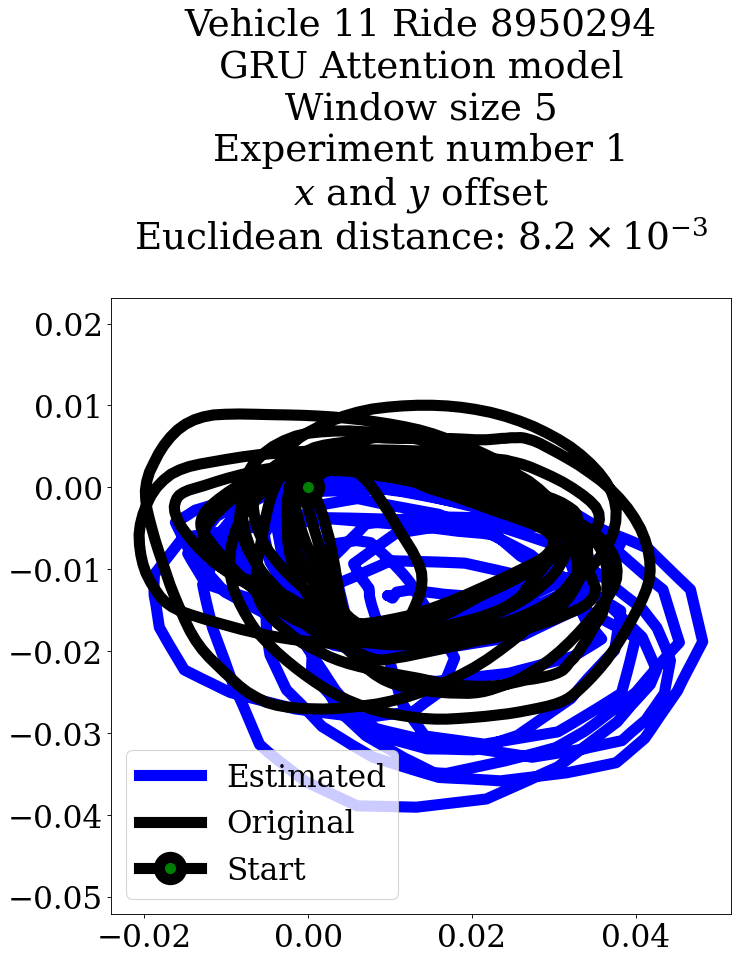 Vehicle 11 Ride 8950294
GRU Attention model
Window size 5
Experiment number 1
x and y offset
Euclidean distance: 8.2 × 10⁻³
0.02
0.01
0.00
−0.01
−0.02
−0.03
−0.04
−0.05
Estimated
Original
Start
−0.02 0.00 0.02 0.04